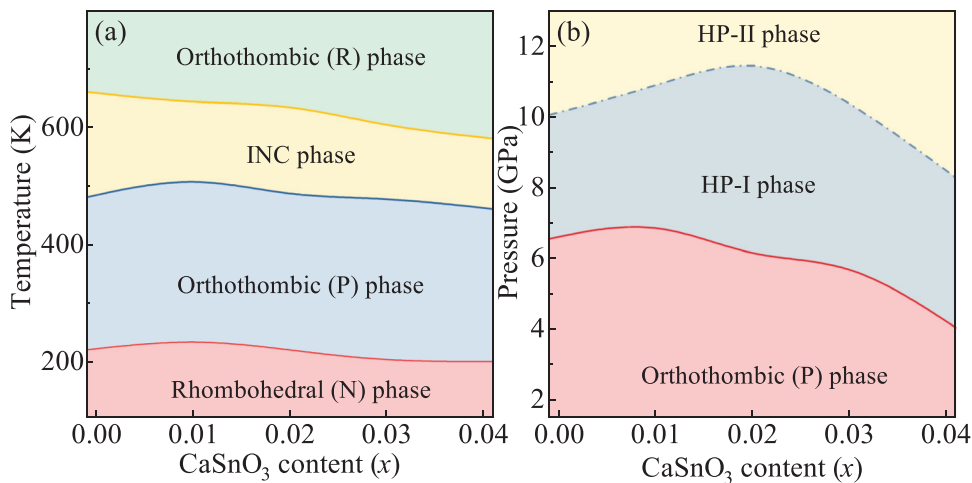 (a)
Orthothombic (R) phase
INC phase
Orthothombic (P) phase
Rhombohedral (N) phase
Temperature (K)
600
400
200
0.00 0.01 0.02 0.03 0.04
CaSnO₃ content (x)
(b)
HP-II phase
HP-I phase
Orthothombic (P) phase
Pressure (GPa)
12
10
8
6
4
2
0.00 0.01 0.02 0.03 0.04
CaSnO₃ content (x)